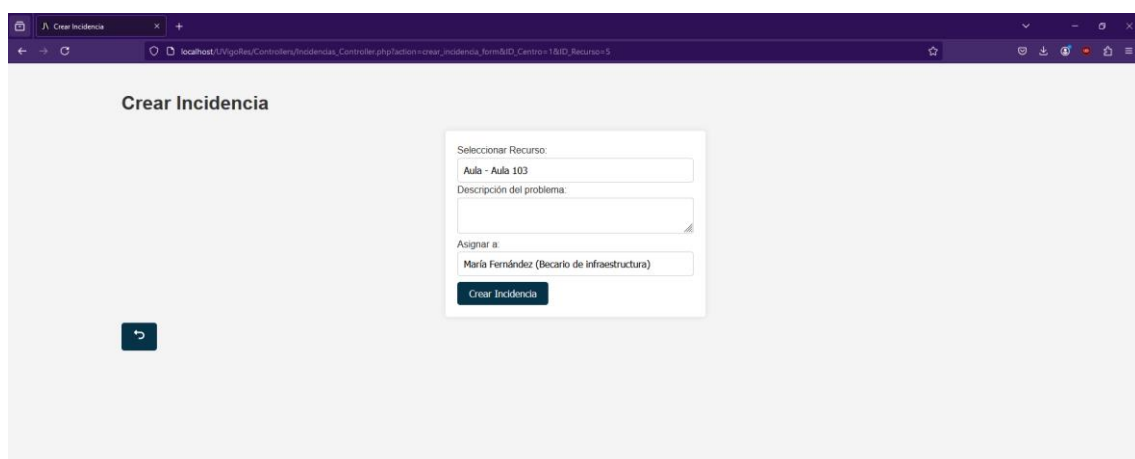 Crear Incidencia
localhost/UVigoRes/Controllers/Incidencias_Controller.php?action=crear_incidencia_form&ID_Centro=1&ID_Recurso=5
Crear Incidencia
Seleccionar Recurso:
Aula - Aula 103
Descripción del problema:
Asignar a:
María Fernández (Becario de infraestructura)
Crear Incidencia